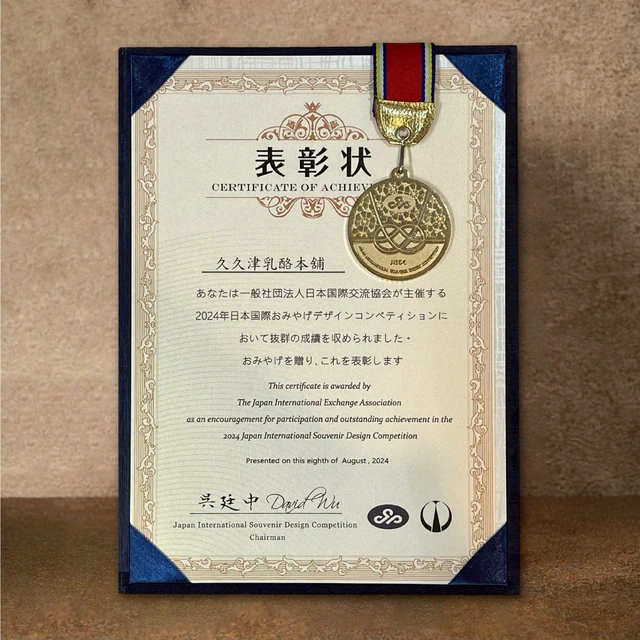 表彰状
CERTIFICATE OF ACHIEV
久久津乳酪本舖
あなたは一般社団法人日本国際交流協会が主催する
2024年日本国際おみやげデザインコンペティションに
おいて抜群の成績を収められました。
おみやげを贈り、これを表彰します
This certificate is awarded by
The Japan International Exchange Association
as an encouragement for participation and outstanding achievement in the
2024 Japan International Souvenir Design Competition
Presented on this eighth of August , 2024
呉廷中 David Wu
Japan International Souvenir Design Competition
Chairman